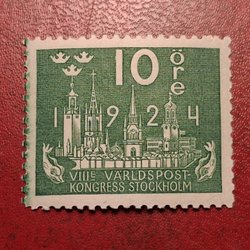 10 öre
1924
VIIIE VÄRLDSPOST-
KONGRESS STOCKHOLM